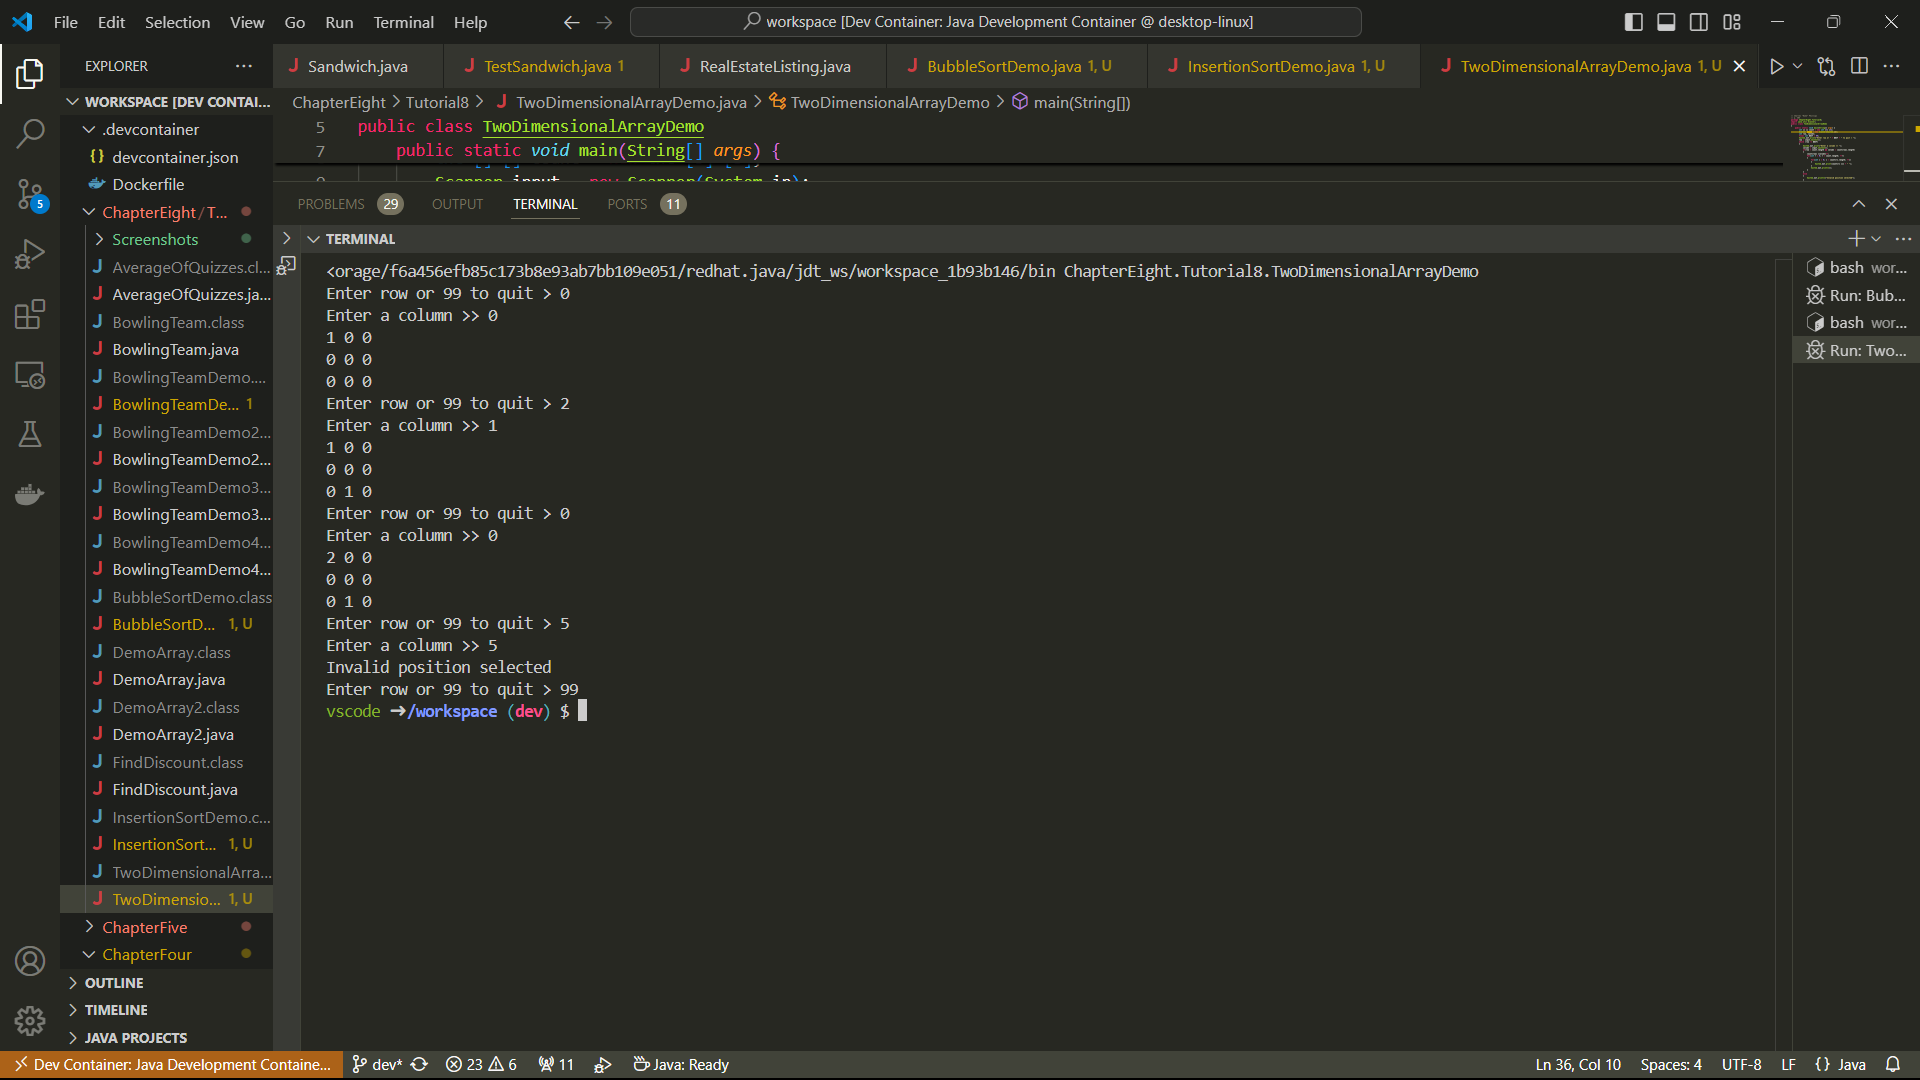 File Edit Selection View Go Run Terminal Help
workspace [Dev Container: Java Development Container @ desktop-linux]
EXPLORER
Sandwich.java
TestSandwich.java 1
RealEstateListing.java
BubbleSortDemo.java 1, U
InsertionSortDemo.java 1, U
TwoDimensionalArrayDemo.java 1, U
WORKSPACE [DEV CONTAI...
.devcontainer
devcontainer.json
Dockerfile
ChapterEight / T...
Screenshots
AverageOfQuizzes.cl...
AverageOfQuizzes.ja...
BowlingTeam.class
BowlingTeam.java
BowlingTeamDemo....
BowlingTeamDe... 1
BowlingTeamDemo2...
BowlingTeamDemo2...
BowlingTeamDemo3...
BowlingTeamDemo3...
BowlingTeamDemo4...
BowlingTeamDemo4...
BubbleSortDemo.class
BubbleSortD... 1, U
DemoArray.class
DemoArray.java
DemoArray2.class
DemoArray2.java
FindDiscount.class
FindDiscount.java
InsertionSortDemo.c...
InsertionSort... 1, U
TwoDimensionalArra...
TwoDimensio... 1, U
ChapterFive
ChapterFour
OUTLINE
TIMELINE
JAVA PROJECTS
5
ChapterEight > Tutorial8 > TwoDimensionalArrayDemo.java > TwoDimensionalArrayDemo > main(String[])
5 public class TwoDimensionalArrayDemo
7 public static void main(String[] args) {
Scanner input = new Scanner(System.in);
PROBLEMS 29 OUTPUT TERMINAL PORTS 11
TERMINAL
<orage/f6a456efb85c173b8e93ab7bb109e051/redhat.java/jdt_ws/workspace_1b93b146/bin ChapterEight.Tutorial8.TwoDimensionalArrayDemo
Enter row or 99 to quit > 0
Enter a column >> 0
1 0 0
0 0 0
0 0 0
Enter row or 99 to quit > 2
Enter a column >> 1
1 0 0
0 0 0
0 1 0
Enter row or 99 to quit > 0
Enter a column >> 0
2 0 0
0 0 0
0 1 0
Enter row or 99 to quit > 5
Enter a column >> 5
Invalid position selected
Enter row or 99 to quit > 99
vscode ➜/workspace (dev) $
bash wor...
Run: Bub...
bash wor...
Run: Two...
Dev Container: Java Development Containe... dev* 23 6 11 Java: Ready
Ln 36, Col 10 Spaces: 4 UTF-8 LF {} Java